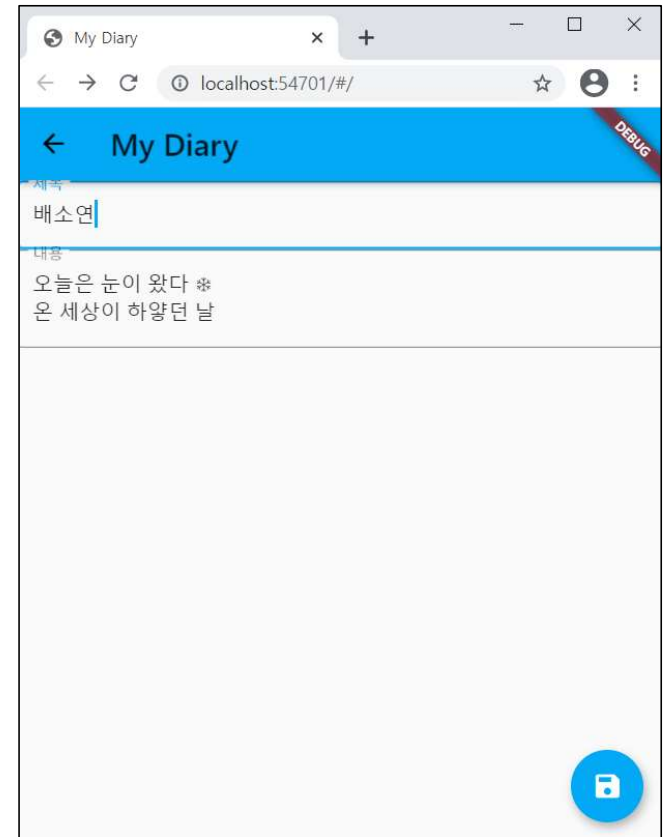 My Diary
localhost:54701/#/
My Diary
DEBUG
제목
배소연
내용
오늘은 눈이 왔다 ❄
온 세상이 하얗던 날